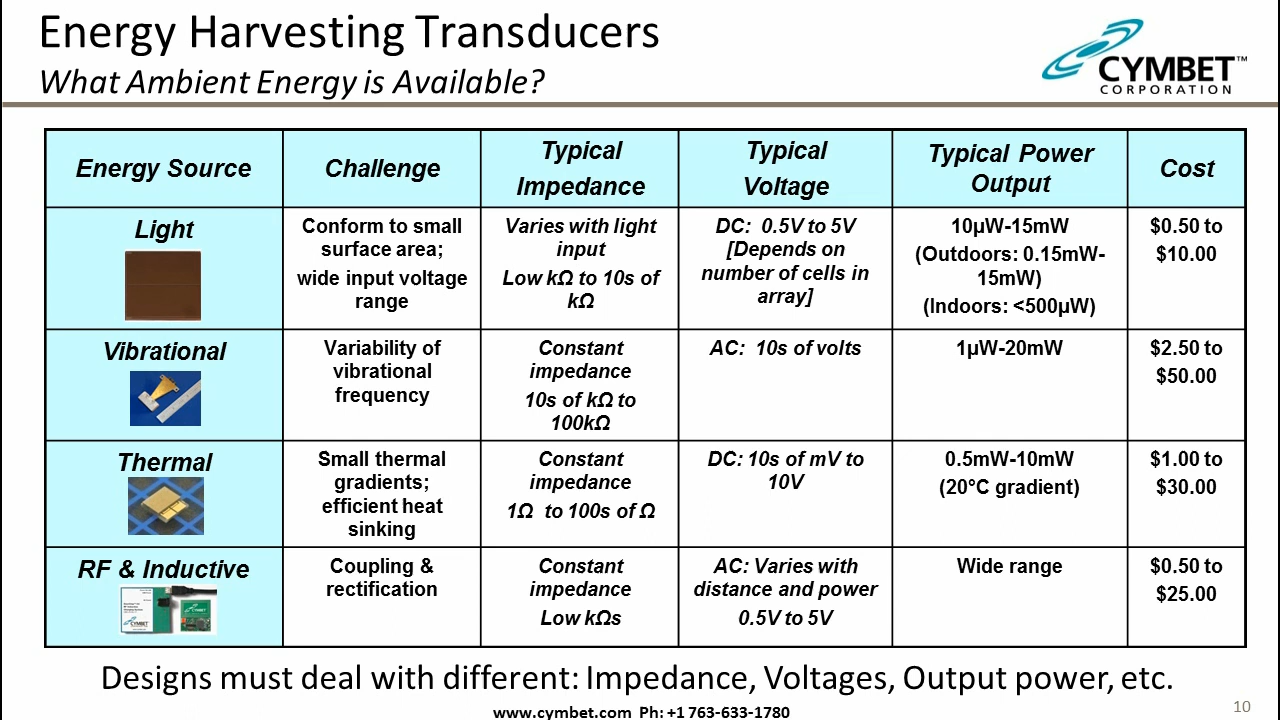 Energy Harvesting Transducers
What Ambient Energy is Available?
CYMBET™
CORPORATION
Energy Source
Challenge
Typical
Impedance
Typical
Voltage
Typical Power
Output
Cost
Light
Conform to small
surface area;
wide input voltage
range
Varies with light
input
Low kΩ to 10s of
kΩ
DC: 0.5V to 5V
[Depends on
number of cells in
array]
10µW-15mW
(Outdoors: 0.15mW-
15mW)
(Indoors: <500µW)
$0.50 to
$10.00
Vibrational
Variability of
vibrational
frequency
Constant
impedance
10s of kΩ to
100kΩ
AC: 10s of volts
1µW-20mW
$2.50 to
$50.00
Thermal
Small thermal
gradients;
efficient heat
sinking
Constant
impedance
1Ω to 100s of Ω
DC: 10s of mV to
10V
0.5mW-10mW
(20°C gradient)
$1.00 to
$30.00
RF & Inductive
CYMBET
Coupling &
rectification
Constant
impedance
Low kΩs
AC: Varies with
distance and power
0.5V to 5V
Wide range
$0.50 to
$25.00
Designs must deal with different: Impedance, Voltages, Output power, etc.
www.cymbet.com Ph: +1 763-633-1780
10